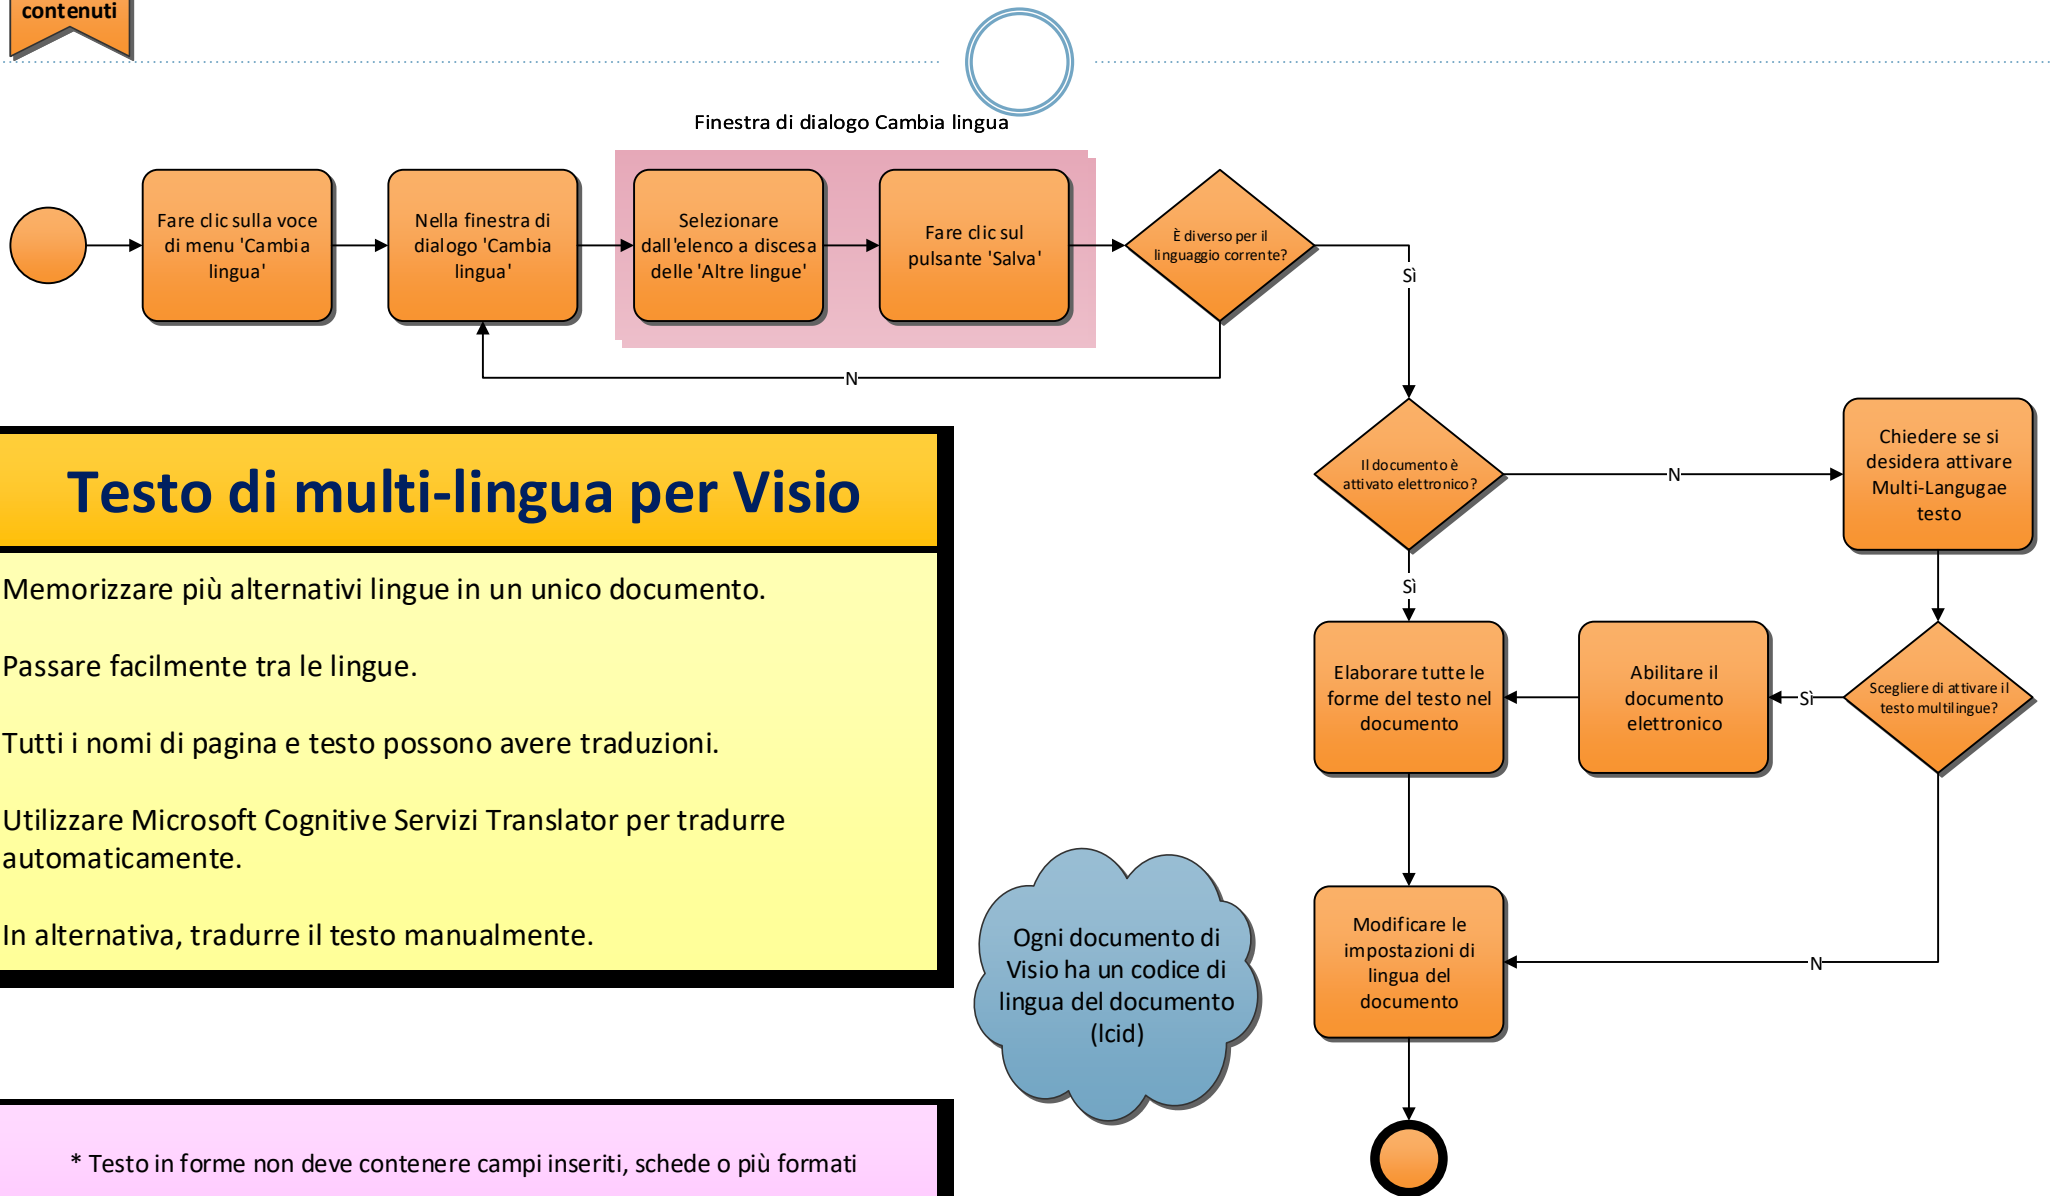 contenuti
Finestra di dialogo Cambia lingua
Fare clic sulla voce
di menu 'Cambia
lingua'
Nella finestra di
dialogo 'Cambia
lingua'
Selezionare
dall'elenco a discesa
delle 'Altre lingue'
Fare clic sul
pulsante 'Salva'
È diverso per il
linguaggio corrente?
Sì
N
Il documento è
attivato elettronico?
N
Chiedere se si
desidera attivare
Multi-Langugae
testo
Sì
Elaborare tutte le
forme del testo nel
documento
Abilitare il
documento
elettronico
Sì
Scegliere di attivare il
testo multilingue?
Modificare le
impostazioni di
lingua del
documento
N
Testo di multi-lingua per Visio
Memorizzare più alternativi lingue in un unico documento.
Passare facilmente tra le lingue.
Tutti i nomi di pagina e testo possono avere traduzioni.
Utilizzare Microsoft Cognitive Servizi Translator per tradurre
automaticamente.
In alternativa, tradurre il testo manualmente.
Ogni documento di
Visio ha un codice di
lingua del documento
(lcid)
* Testo in forme non deve contenere campi inseriti, schede o più formati